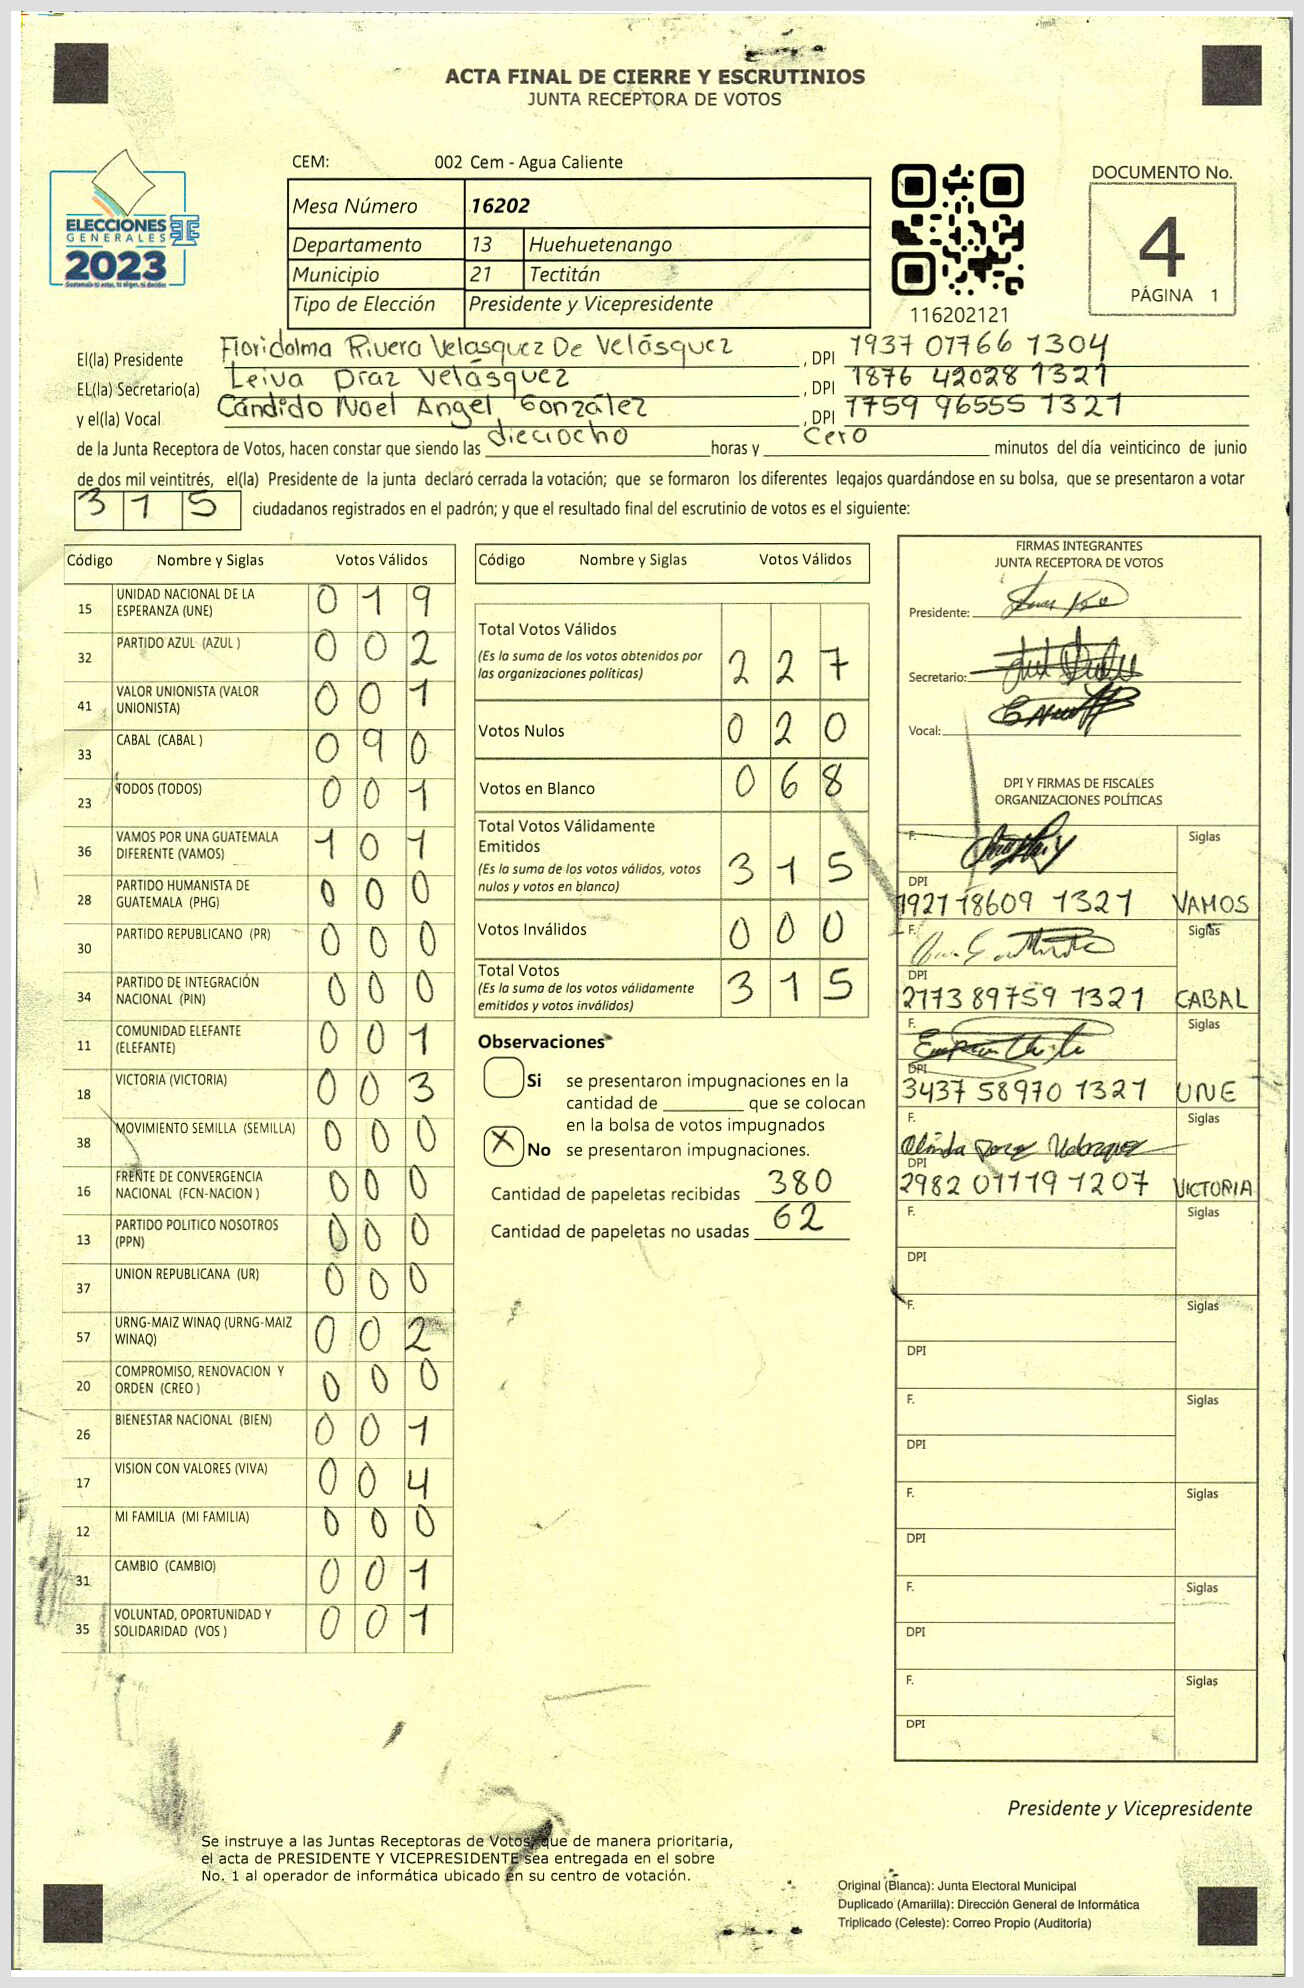 ACTA FINAL DE CIERRE Y ESCRUTINIOS
JUNTA RECEPTORA DE VOTOS
ELECCIONES
GENERALES
2023
CEM: 002 Cem - Agua Caliente
Mesa Número 16202
Departamento 13 Huehuetenango
Municipio 21 Tectitán
Tipo de Elección Presidente y Vicepresidente
116202121
DOCUMENTO No.
4
PÁGINA 1
El(la) Presidente Floridalma Rivera Velasquez De Velásquez, DPI 1937 01766 1304
EL(la) Secretario(a) Leiva Díaz Velásquez, DPI 1876 42028 1321
y el(la) Vocal Cándido Noel Angel González, DPI 1759 96555 1321
de la Junta Receptora de Votos, hacen constar que siendo las dieciocho horas y cero minutos del día veinticinco de junio
de dos mil veintitrés, el(la) Presidente de la junta declaró cerrada la votación; que se formaron los diferentes legajos guardándose en su bolsa, que se presentaron a votar
315 ciudadanos registrados en el padrón; y que el resultado final del escrutinio de votos es el siguiente:
Código Nombre y Siglas Votos Válidos
15 UNIDAD NACIONAL DE LA ESPERANZA (UNE) 0 1 9
32 PARTIDO AZUL (AZUL ) 0 0 2
41 VALOR UNIONISTA (VALOR UNIONISTA) 0 0 1
33 CABAL (CABAL ) 0 9 0
23 TODOS (TODOS) 0 0 1
36 VAMOS POR UNA GUATEMALA DIFERENTE (VAMOS) 1 0 1
28 PARTIDO HUMANISTA DE GUATEMALA (PHG) 0 0 0
30 PARTIDO REPUBLICANO (PR) 0 0 0
34 PARTIDO DE INTEGRACIÓN NACIONAL (PIN) 0 0 0
11 COMUNIDAD ELEFANTE (ELEFANTE) 0 0 1
18 VICTORIA (VICTORIA) 0 0 3
38 MOVIMIENTO SEMILLA (SEMILLA) 0 0 0
16 FRENTE DE CONVERGENCIA NACIONAL (FCN-NACION ) 0 0 0
13 PARTIDO POLITICO NOSOTROS (PPN) 0 0 0
37 UNION REPUBLICANA (UR) 0 0 0
57 URNG-MAIZ WINAQ (URNG-MAIZ WINAQ) 0 0 2
20 COMPROMISO, RENOVACION Y ORDEN (CREO ) 0 0 0
26 BIENESTAR NACIONAL (BIEN) 0 0 1
17 VISION CON VALORES (VIVA) 0 0 4
12 MI FAMILIA (MI FAMILIA) 0 0 0
31 CAMBIO (CAMBIO) 0 0 1
35 VOLUNTAD, OPORTUNIDAD Y SOLIDARIDAD (VOS ) 0 0 1
Código Nombre y Siglas Votos Válidos
Total Votos Válidos
(Es la suma de los votos obtenidos por las organizaciones políticas) 2 2 7
Votos Nulos 0 2 0
Votos en Blanco 0 6 8
Total Votos Válidamente Emitidos
(Es la suma de los votos válidos, votos nulos y votos en blanco) 3 1 5
Votos Inválidos 0 0 0
Total Votos
(Es la suma de los votos válidamente emitidos y votos inválidos) 3 1 5
Observaciones
Si se presentaron impugnaciones en la
cantidad de ________ que se colocan
en la bolsa de votos impugnados
X No se presentaron impugnaciones.
Cantidad de papeletas recibidas 380
Cantidad de papeletas no usadas 62
FIRMAS INTEGRANTES
JUNTA RECEPTORA DE VOTOS
Presidente:
Secretario:
Vocal:
DPI Y FIRMAS DE FISCALES
ORGANIZACIONES POLÍTICAS
F. Siglas
DPI
1921 18609 1321 VAMOS
F. Siglas
DPI
2173 89759 1321 CABAL
F. Siglas
DPI
3437 58970 1321 UNE
F. Siglas
DPI
2982 01119 1207 VICTORIA
F. Siglas
DPI
F. Siglas
DPI
F. Siglas
DPI
F. Siglas
DPI
F. Siglas
DPI
F. Siglas
DPI
Presidente y Vicepresidente
Se instruye a las Juntas Receptoras de Votos, que de manera prioritaria,
el acta de PRESIDENTE Y VICEPRESIDENTE sea entregada en el sobre
No. 1 al operador de informática ubicado en su centro de votación.
Original (Blanca): Junta Electoral Municipal
Duplicado (Amarilla): Dirección General de Informática
Triplicado (Celeste): Correo Propio (Auditoría)